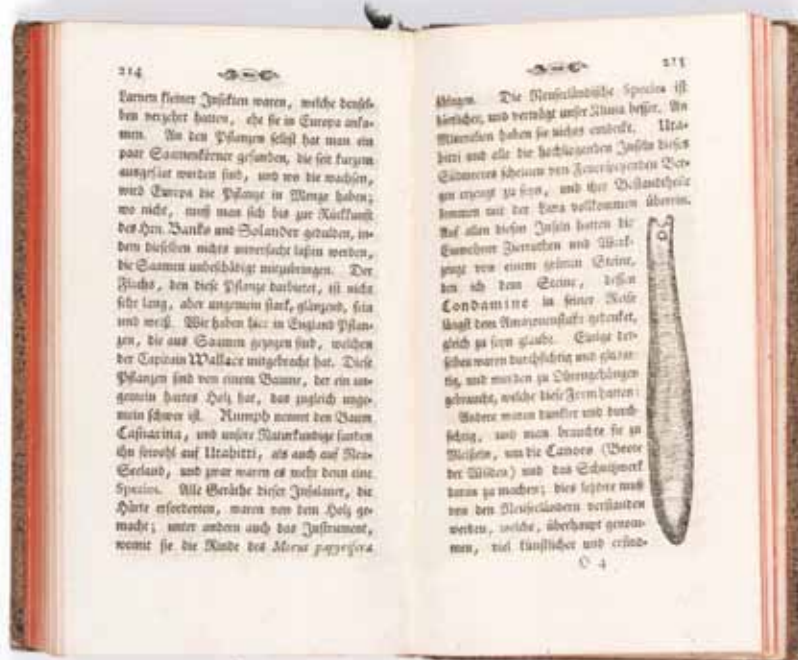 214
Larven kleiner Insekten waren, welche densel-
ben verzehrt hatten, ehe sie in Europa anka-
men. An den Pflanzen selbst hat man ein
paar Saamenkörner gefunden, die seit kurzem
ausgesäet worden sind, und wo die wachsen,
wird Europa die Pflanze in Menge haben;
wo nicht, muß man sich bis zur Rückkunft
des Hrn. Banks und Solander gedulden, in-
dem dieselben nichts unversucht laßen werden,
die Saamen unbeschädigt mitzubringen. Der
Flachs, den diese Pflanze darbietet, ist nicht
sehr lang, aber ungemein stark, glänzend, fein
und weiß. Wir haben hier in England Pflan-
zen, die aus Saamen gezogen sind, welchen
der Capitain Wallace mitgebracht hat. Diese
Pflanzen sind von einem Baume, der ein un-
gemein hartes Holz hat, das zugleich unge-
mein schwer ist. Rumph nennt den Baum
Casuarina, und unsere Naturkundige fanden
ihn sowohl auf Utahitti, als auch auf Neu-
Seeland, und zwar waren es mehr denn eine
Species. Alle Geräthe dieser Insulaner, die
Härte erforderten, waren von dem Holz ge-
macht; unter andern auch das Instrument,
womit sie die Rinde des Morus papyrifera
215
schlagen. Die Neuseeländische Species ist
zierlicher, und verträgt unser Klima besser. An
Mineralien haben sie nichts entdeckt. Uta-
hitti und alle die hochliegenden Inseln dieses
Südmeeres scheinen von Feuerspeyenden Ber-
gen erzeugt zu seyn, und ihre Bestandtheile
kommen mit der Lava vollkommen überein.
Auf allen diesen Inseln hatten die
Einwohner Zierrathen und Werk-
zeuge von einem grünen Steine,
den ich dem Steine, dessen
Condamine in seiner Reise
längst dem Amazonenfluße gedenket,
gleich zu seyn glaube. Einige der-
selben waren durchsichtig und
tig, und wurden zu Ohrengehängen
gebraucht, welche diese Form hatten:
Andere waren dunkler und durch-
sichtig, und man brauchte sie zu
Meißeln, um die Canoes (Boote
der Wilden) und das Schnitzwerk
daran zu machen; dies letztere muß
von den Neuseeländern verstanden
werden, welche, überhaupt genom-
men, viel künstlicher und erfind-
O 4